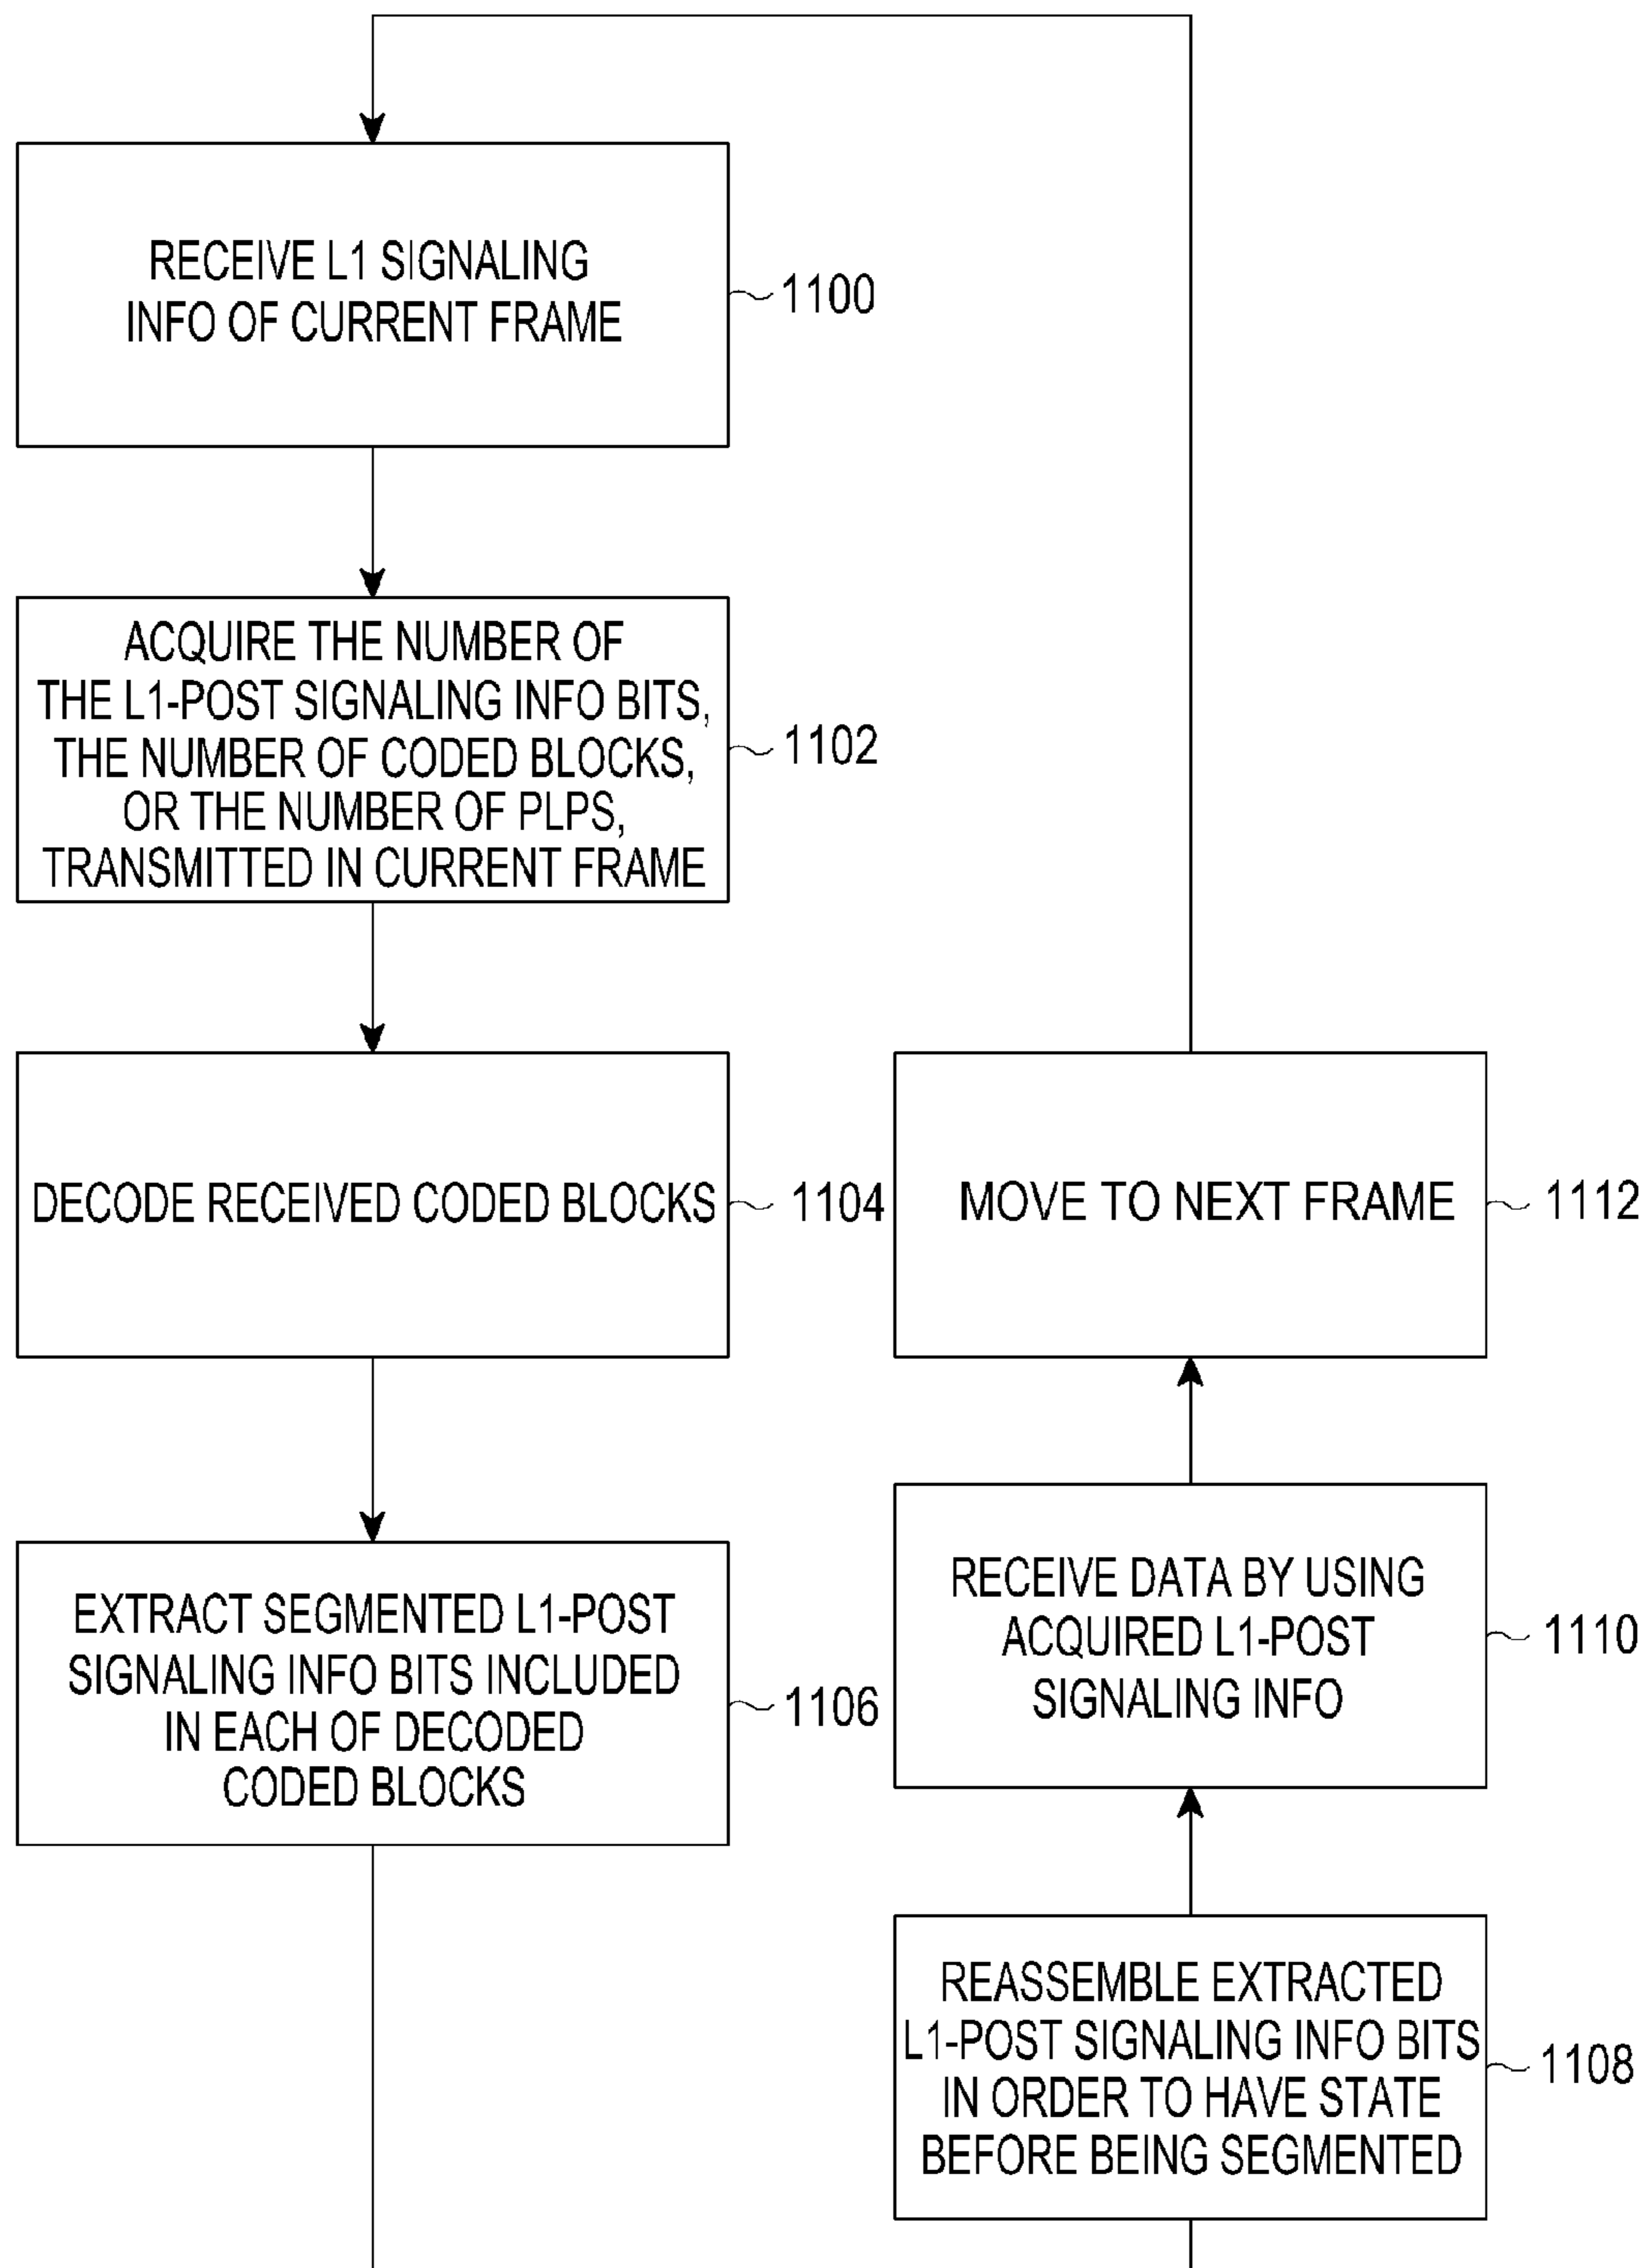 RECEIVE L1 SIGNALING
INFO OF CURRENT FRAME
1100
ACQUIRE THE NUMBER OF
THE L1-POST SIGNALING INFO BITS,
THE NUMBER OF CODED BLOCKS,
OR THE NUMBER OF PLPS,
TRANSMITTED IN CURRENT FRAME
1102
DECODE RECEIVED CODED BLOCKS
1104
EXTRACT SEGMENTED L1-POST
SIGNALING INFO BITS INCLUDED
IN EACH OF DECODED
CODED BLOCKS
1106
REASSEMBLE EXTRACTED
L1-POST SIGNALING INFO BITS
IN ORDER TO HAVE STATE
BEFORE BEING SEGMENTED
1108
RECEIVE DATA BY USING
ACQUIRED L1-POST
SIGNALING INFO
1110
MOVE TO NEXT FRAME
1112